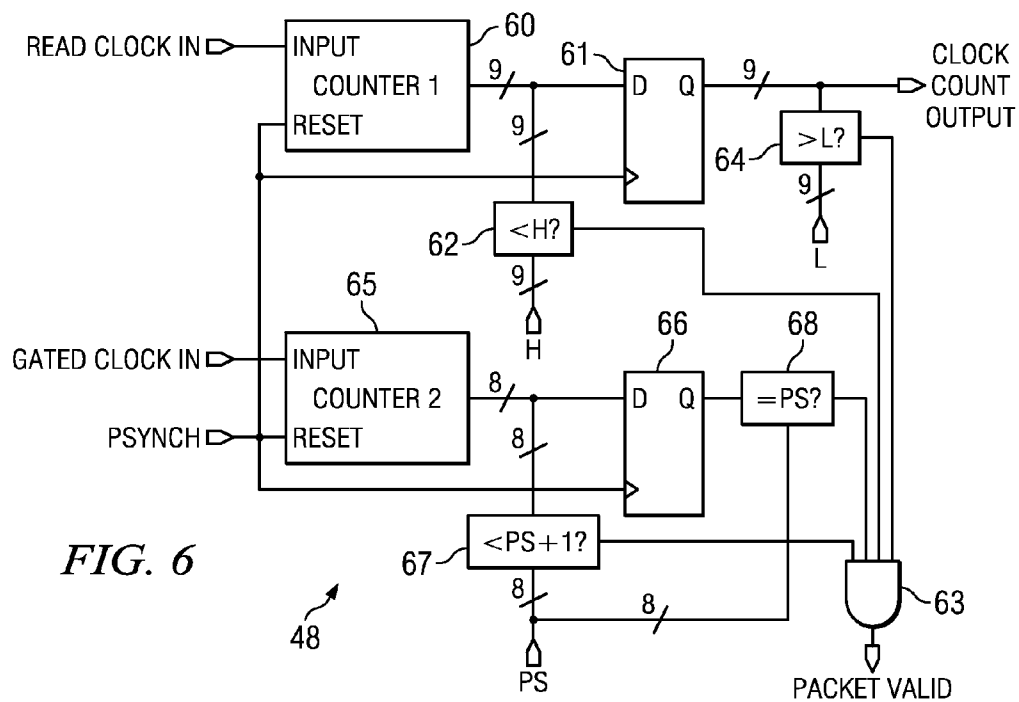 READ CLOCK IN
INPUT
COUNTER 1
RESET
60
9
9
61
D Q
9
CLOCK
COUNT
OUTPUT
>L?
64
9
L
<H?
62
9
H
65
GATED CLOCK IN
INPUT
COUNTER 2
PSYNCH
RESET
8
8
66
D Q
68
=PS?
<PS+1?
67
8
8
PS
63
PACKET VALID
48
FIG. 6